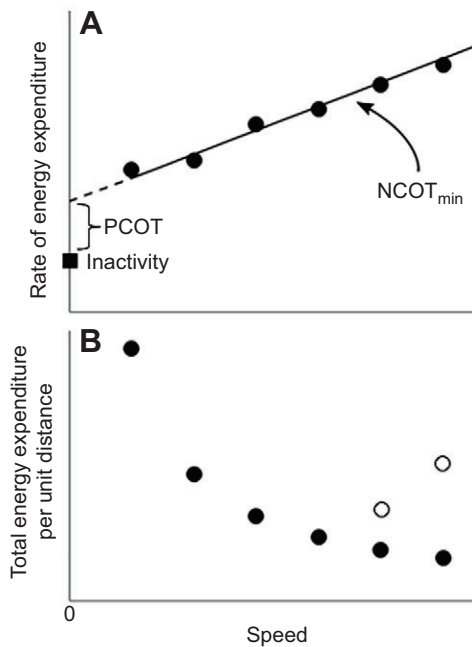 A
Rate of energy expenditure
NCOTmin
PCOT
Inactivity
B
Total energy expenditure
per unit distance
0
Speed